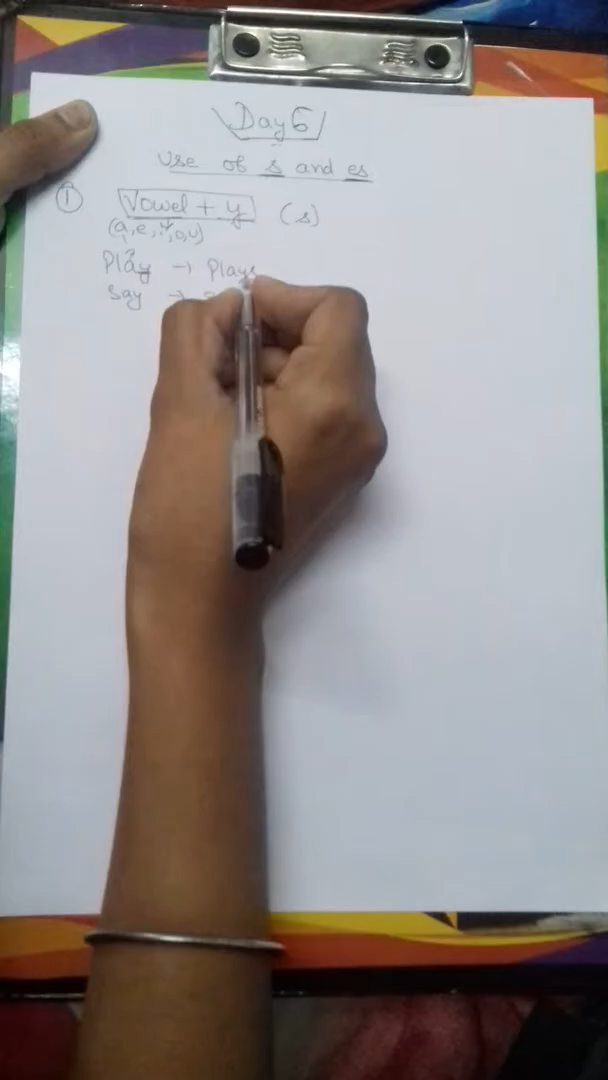 Day 6
Use of s and es
① Vowel + y (s)
(a, e, i, o, u)
Play → Plays
Say →